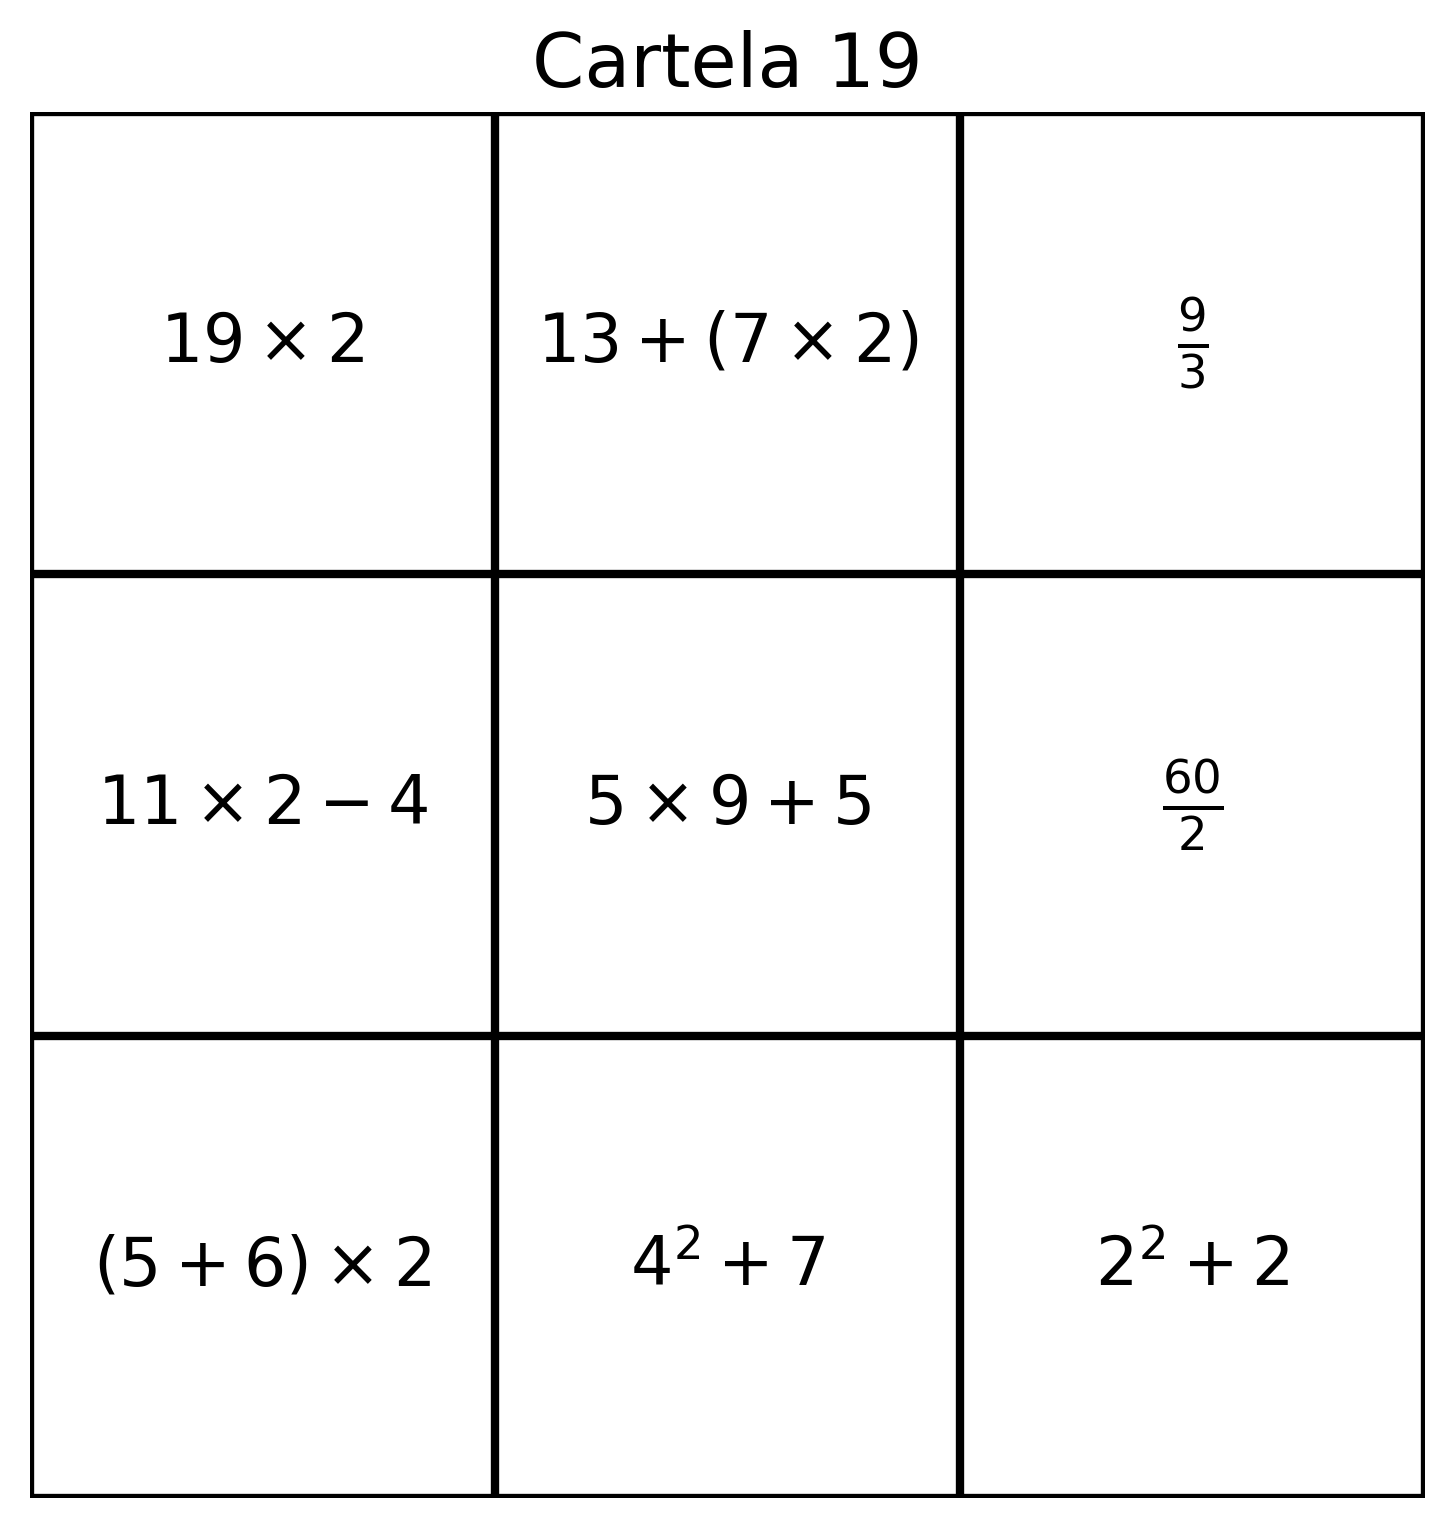 Cartela 19
19 × 2
13 + (7 × 2)
9/3
11 × 2 − 4
5 × 9 + 5
60/2
(5 + 6) × 2
4² + 7
2² + 2